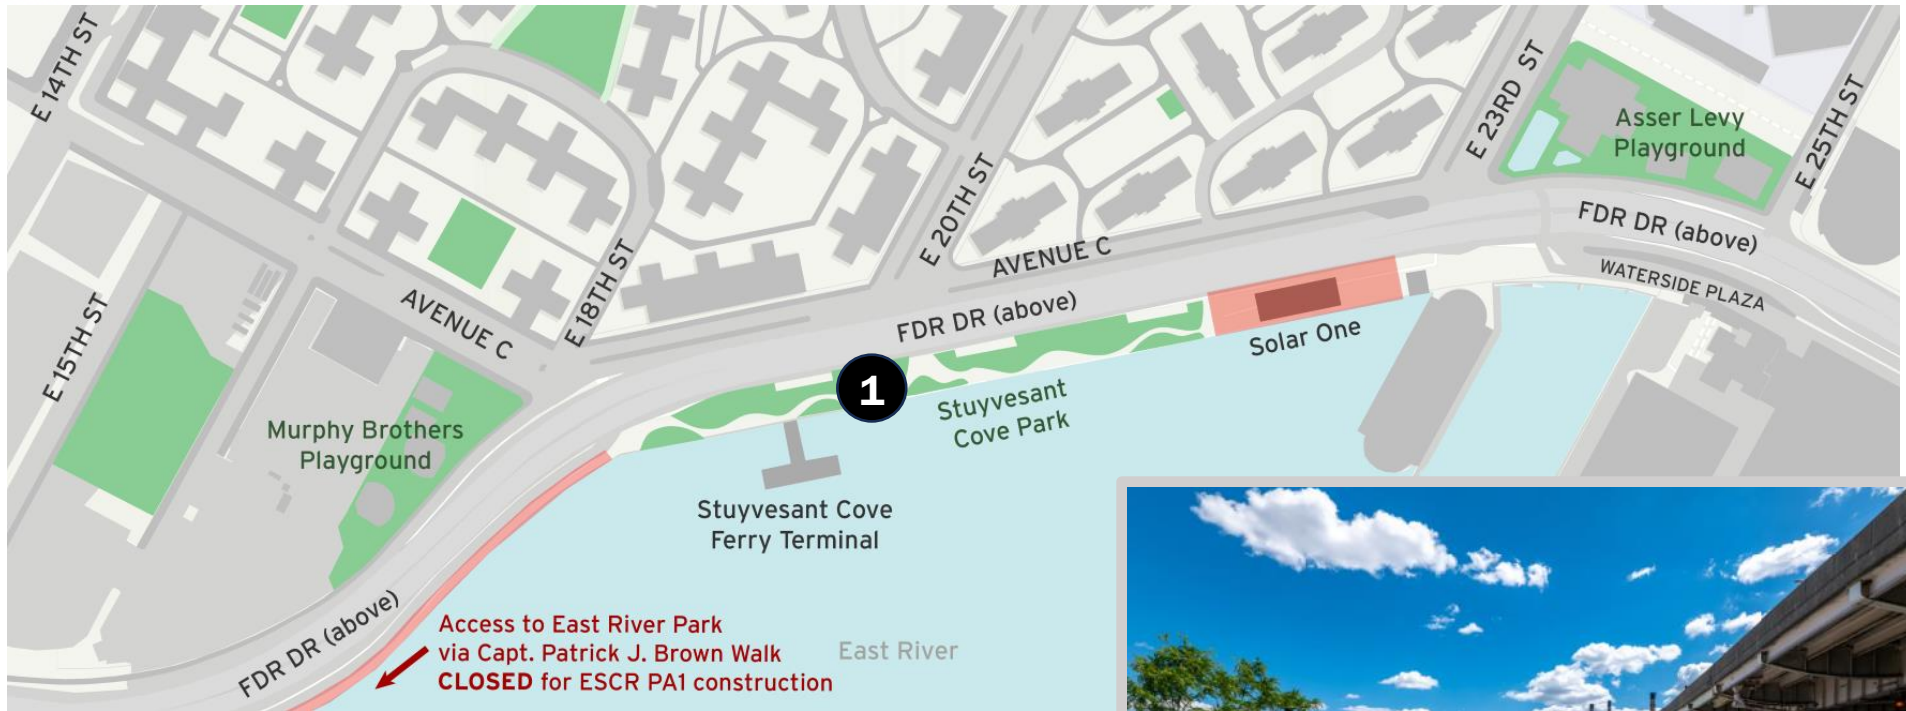 E 14TH ST
E 15TH ST
AVENUE C
E 18TH ST
E 20TH ST
AVENUE C
E 23RD ST
Asser Levy
Playground
E 25TH ST
FDR DR (above)
WATERSIDE PLAZA
FDR DR (above)
Solar One
1
Stuyvesant
Cove Park
Murphy Brothers
Playground
Stuyvesant Cove
Ferry Terminal
FDR DR (above)
Access to East River Park
via Capt. Patrick J. Brown Walk
CLOSED for ESCR PA1 construction
East River